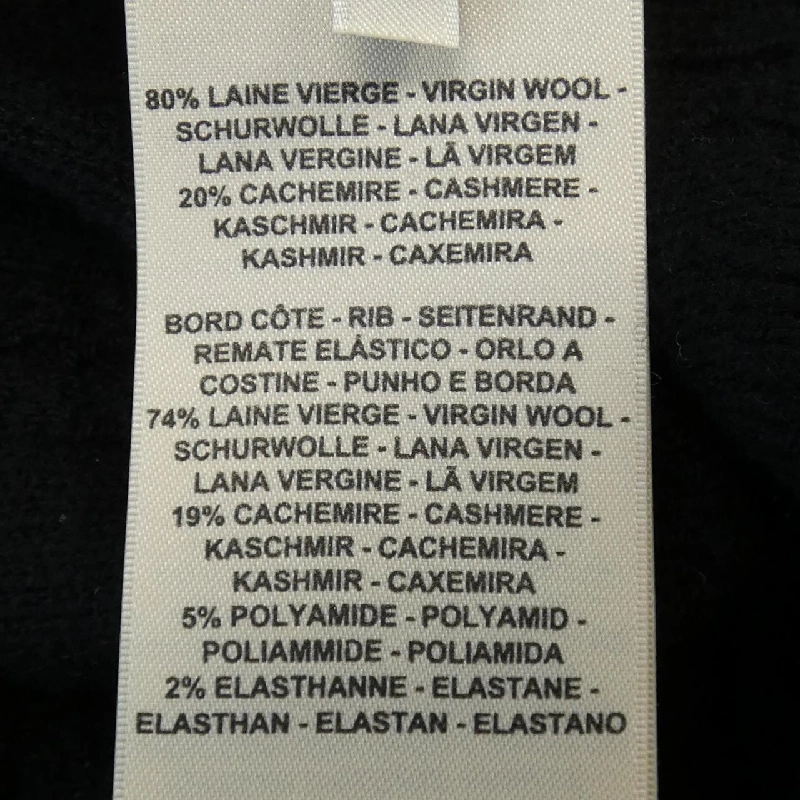 80% LAINE VIERGE - VIRGIN WOOL -
SCHURWOLLE - LANA VIRGEN -
LANA VERGINE - LÃ VIRGEM
20% CACHEMIRE - CASHMERE -
KASCHMIR - CACHEMIRA -
KASHMIR - CAXEMIRA
BORD CÔTE - RIB - SEITENRAND -
REMATE ELÁSTICO - ORLO A
COSTINE - PUNHO E BORDA
74% LAINE VIERGE - VIRGIN WOOL -
SCHURWOLLE - LANA VIRGEN -
LANA VERGINE - LÃ VIRGEM
19% CACHEMIRE - CASHMERE -
KASCHMIR - CACHEMIRA -
KASHMIR - CAXEMIRA
5% POLYAMIDE - POLYAMID -
POLIAMMIDE - POLIAMIDA
2% ELASTHANNE - ELASTANE -
ELASTHAN - ELASTAN - ELASTANO